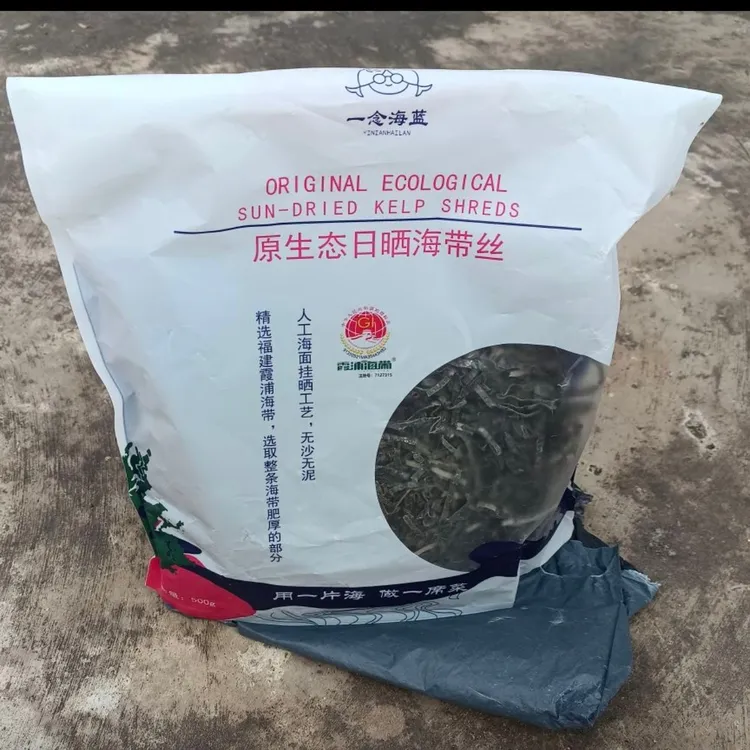 一念海蓝
YINIANHAILAN
ORIGINAL ECOLOGICAL
SUN-DRIED KELP SHREDS
原生态日晒海带丝
人工海面挂晒工艺，无沙无泥
精选福建霞浦海带，选取整条海带肥厚的部分
霞浦海带
用一片海 做一席菜
500g